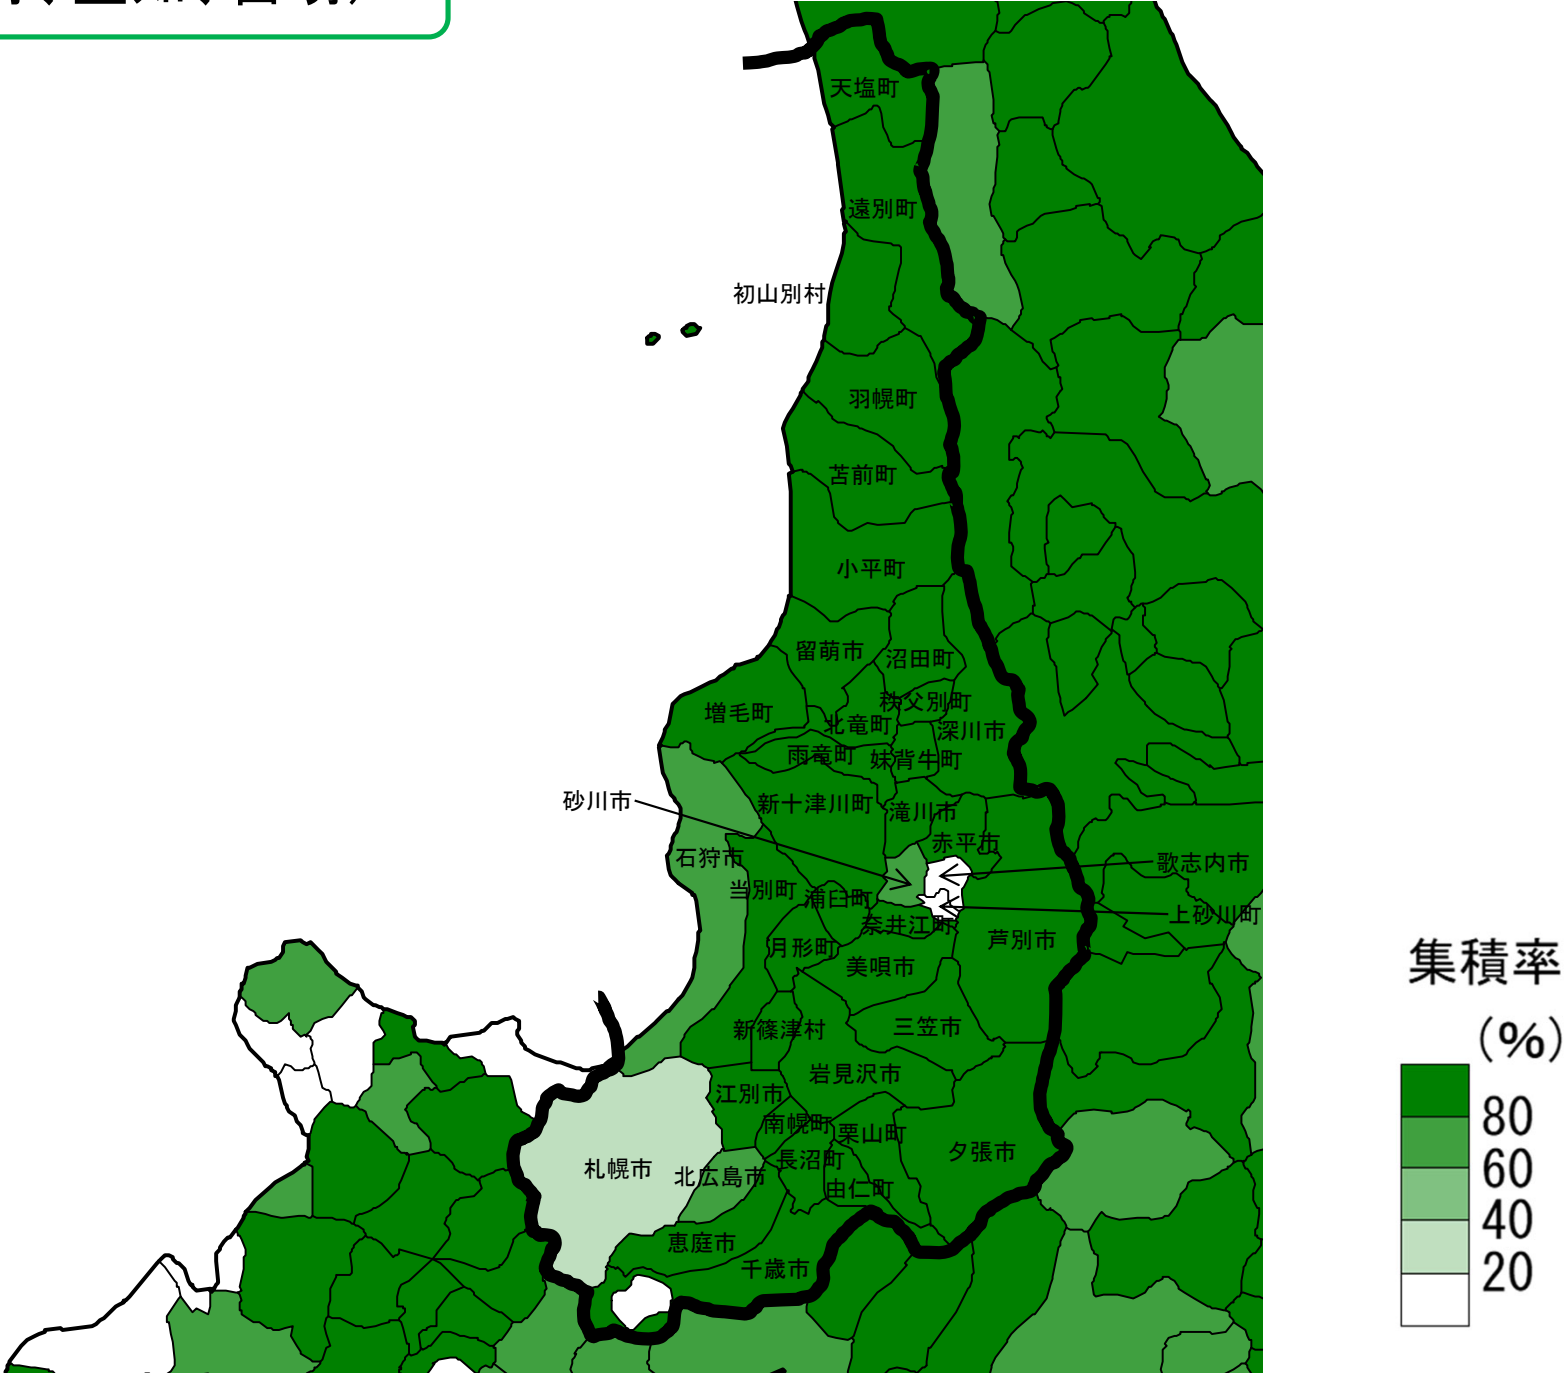 天塩町
遠別町
初山別村
羽幌町
苫前町
小平町
留萌市
沼田町
秩父別町
増毛町
北竜町
深川市
雨竜町
妹背牛町
砂川市
新十津川町
滝川市
赤平市
石狩市
歌志内市
当別町
浦臼町
上砂川町
奈井江町
芦別市
月形町
美唄市
新篠津村
三笠市
岩見沢市
江別市
南幌町
栗山町
夕張市
長沼町
札幌市
北広島市
由仁町
恵庭市
千歳市
集積率
（%）
80
60
40
20